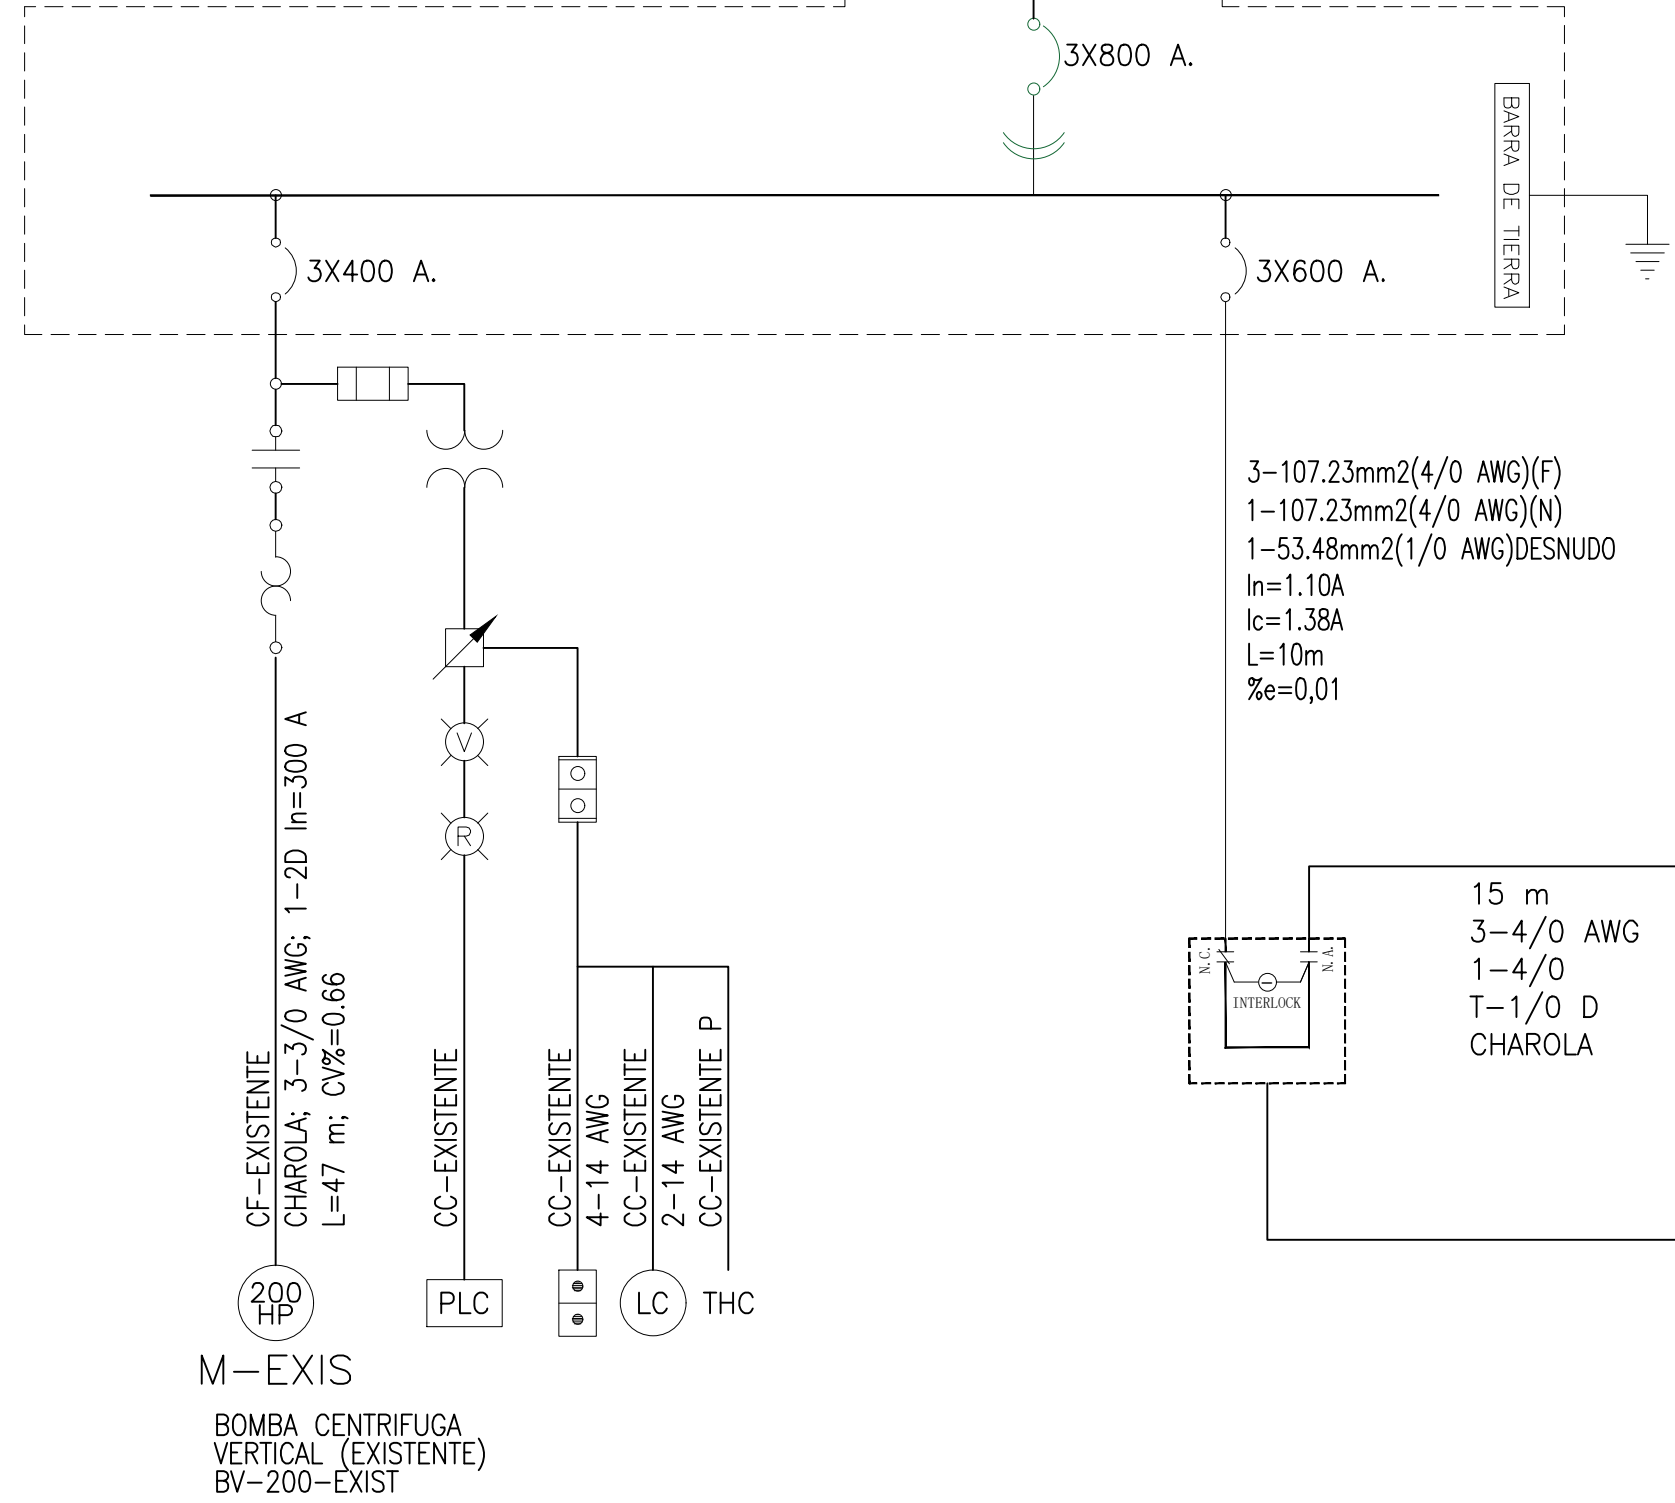 3X800 A.
BARRA DE TIERRA
3X400 A.
3X600 A.
3-107.23mm2(4/0 AWG)(F)
1-107.23mm2(4/0 AWG)(N)
1-53.48mm2(1/0 AWG)DESNUDO
In=1.10A
Ic=1.38A
L=10m
%e=0,01
V
R
CF-EXISTENTE
CHAROLA; 3-3/0 AWG; 1-2D In=300 A
L=47 m; CV%=0.66
CC-EXISTENTE
CC-EXISTENTE
4-14 AWG
CC-EXISTENTE
2-14 AWG
CC-EXISTENTE P
N.C.
N.A.
INTERLOCK
15 m
3-4/0 AWG
1-4/0
T-1/0 D
CHAROLA
200
HP
PLC
LC
THC
M-EXIS
BOMBA CENTRIFUGA
VERTICAL (EXISTENTE)
BV-200-EXIST